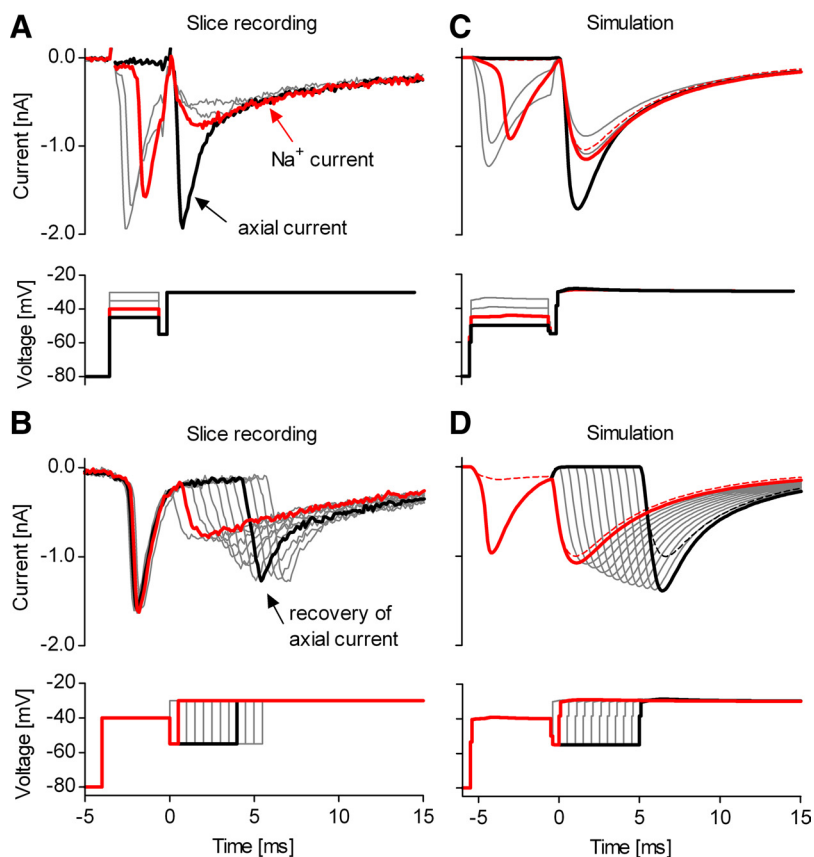 A
Slice recording
0.0
-1.0
-2.0
Current [nA]
Na+ current
axial current
-20
-40
-60
-80
Voltage [mV]
C
Simulation
B
Slice recording
0.0
-1.0
-2.0
Current [nA]
recovery of
axial current
-20
-40
-60
-80
Voltage [mV]
-5 0 5 10 15
Time [ms]
D
Simulation
-5 0 5 10 15
Time [ms]